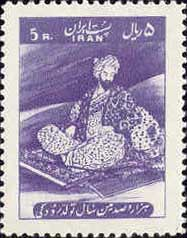 5 R. پست ایران ۵ ریال
IRAN
هزار و صدمین سال تولد رودکی